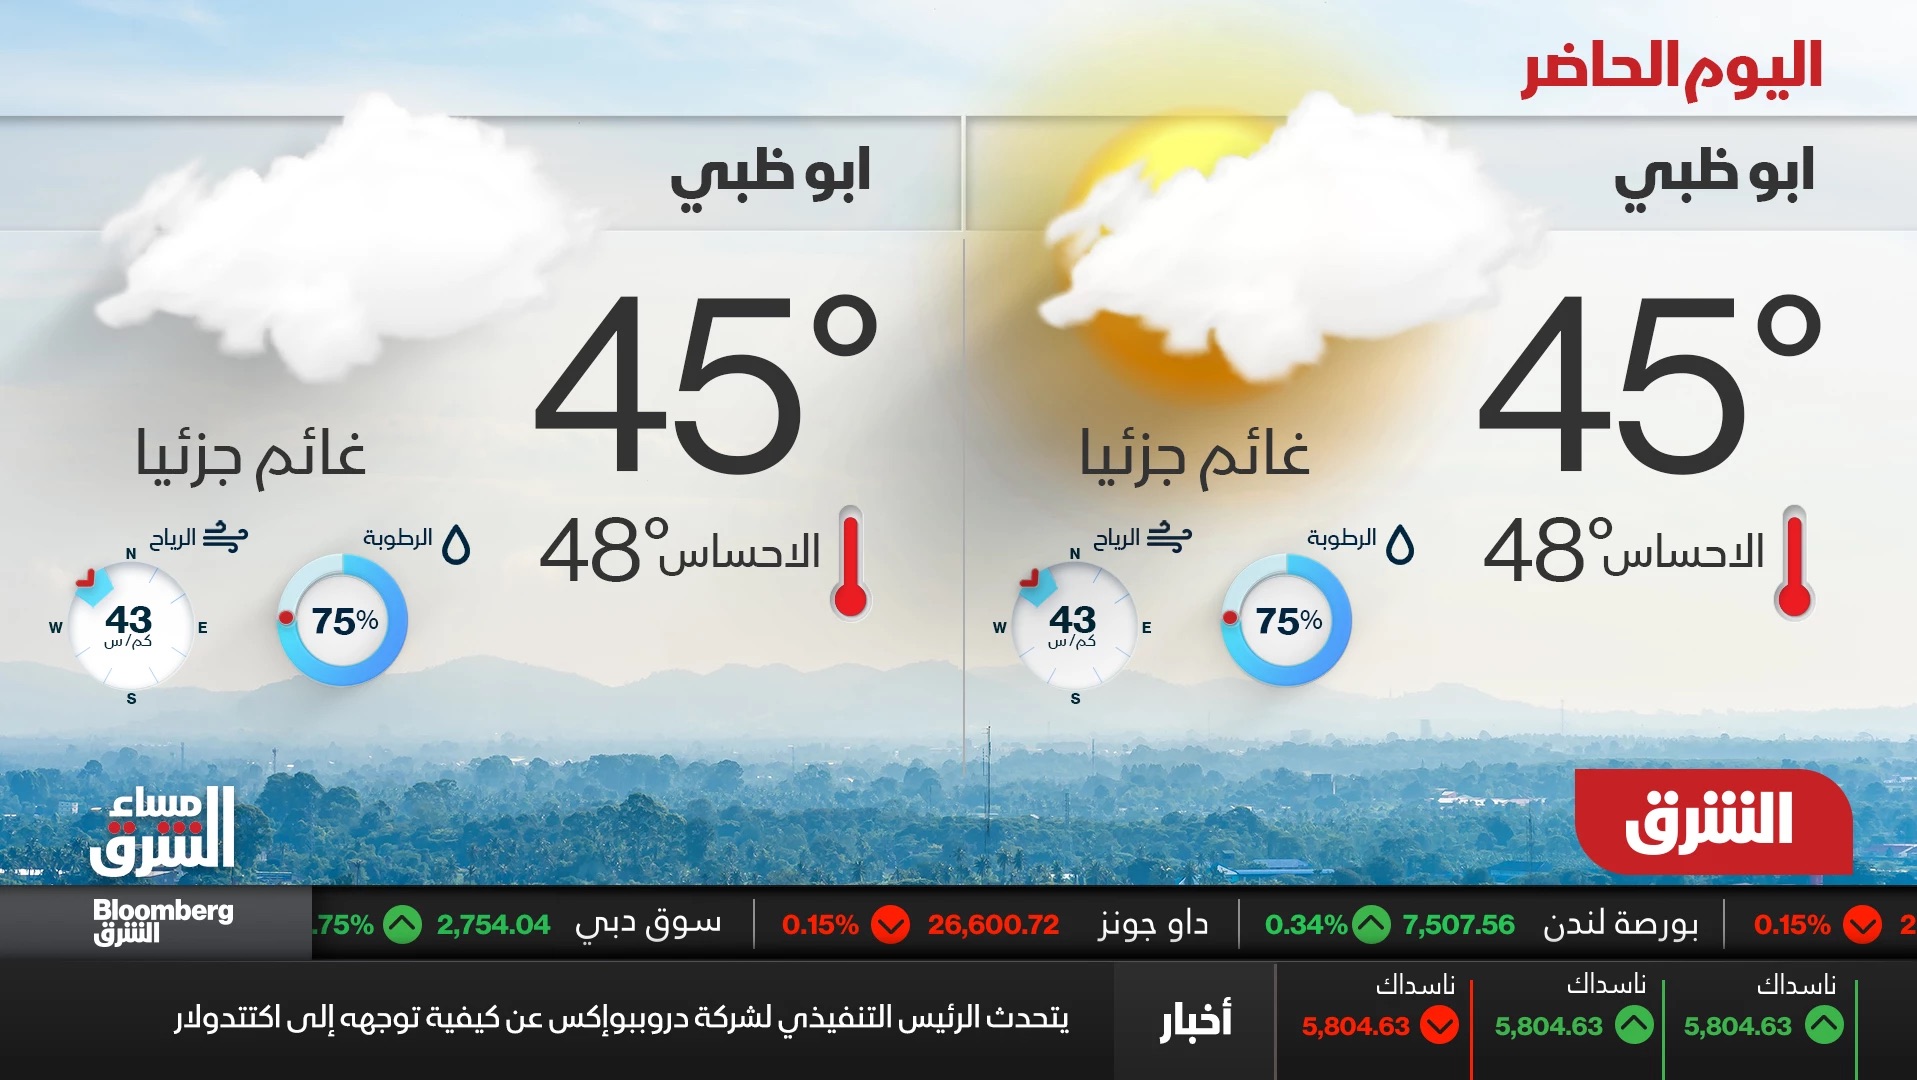 اليوم الحاضر
ابو ظبي
45°
غائم جزئيا
الاحساس 48°
الرطوبة
75%
الرياح
N
W
E
S
43
كم/س
ابو ظبي
45°
غائم جزئيا
الاحساس 48°
الرطوبة
75%
الرياح
N
W
E
S
43
كم/س
الشرق
مساء
الشرق
0.15%
بورصة لندن 7,507.56 0.34%
داو جونز 26,600.72 0.15%
سوق دبي 2,754.04 .75%
Bloomberg
الشرق
ناسداك
5,804.63
ناسداك
5,804.63
ناسداك
5,804.63
أخبار
يتحدث الرئيس التنفيذي لشركة دروببوإكس عن كيفية توجهه إلى اكتتدولار